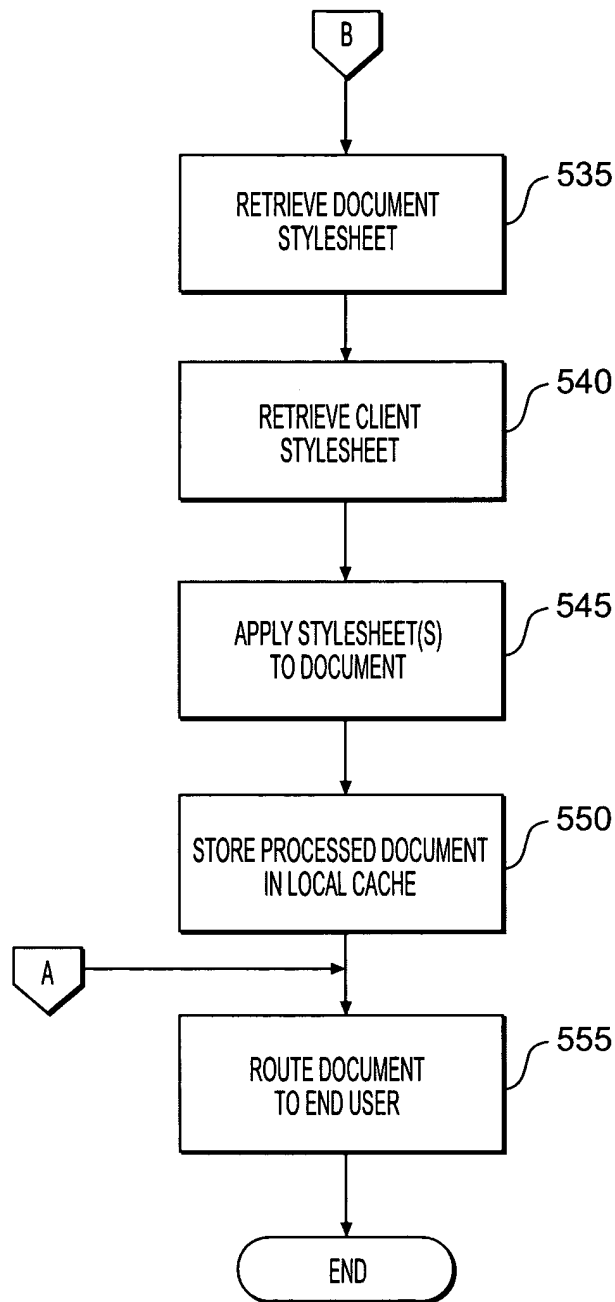 B
RETRIEVE DOCUMENT
STYLESHEET
535
RETRIEVE CLIENT
STYLESHEET
540
APPLY STYLESHEET(S)
TO DOCUMENT
545
STORE PROCESSED DOCUMENT
IN LOCAL CACHE
550
A
ROUTE DOCUMENT
TO END USER
555
END